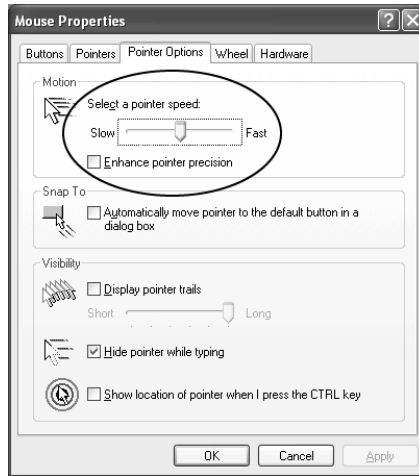 Mouse Properties
Buttons Pointers Pointer Options Wheel Hardware
Motion
Select a pointer speed:
Slow Fast
Enhance pointer precision
Snap To
Automatically move pointer to the default button in a
dialog box
Visibility
Display pointer trails
Short Long
Hide pointer while typing
Show location of pointer when I press the CTRL key
OK Cancel Apply